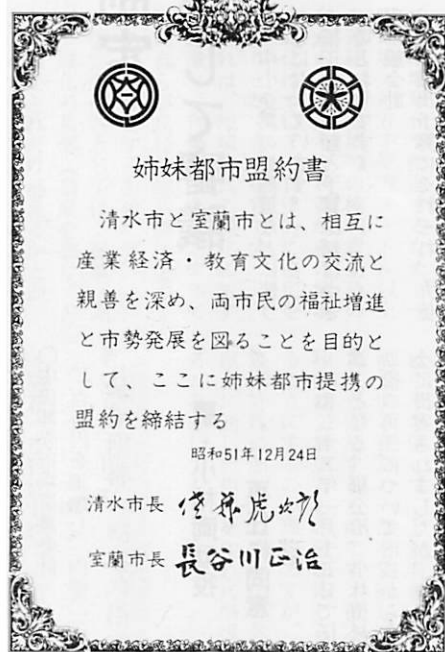 姉妹都市盟約書
清水市と室蘭市とは、相互に
産業経済・教育文化の交流と
親善を深め、両市民の福祉増進
と市勢発展を図ることを目的と
して、ここに姉妹都市提携の
盟約を締結する
昭和51年12月24日
清水市長 佐藤虎次郎
室蘭市長 長谷川正治